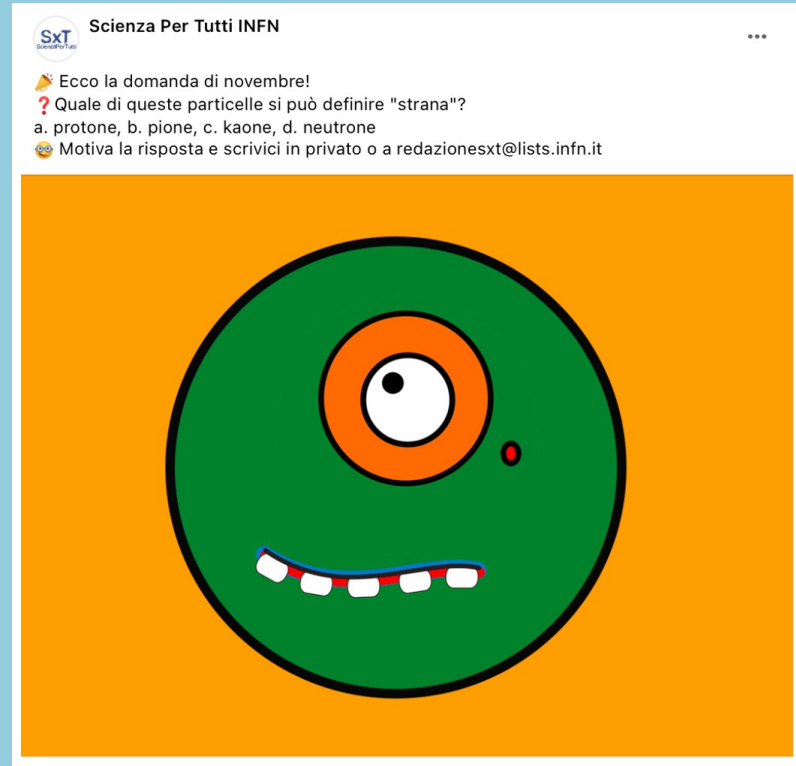 SxT
ScienzaPerTutti
Scienza Per Tutti INFN
🎉 Ecco la domanda di novembre!
❓Quale di queste particelle si può definire "strana"?
a. protone, b. pione, c. kaone, d. neutrone
🤓 Motiva la risposta e scrivici in privato o a redazionesxt@lists.infn.it